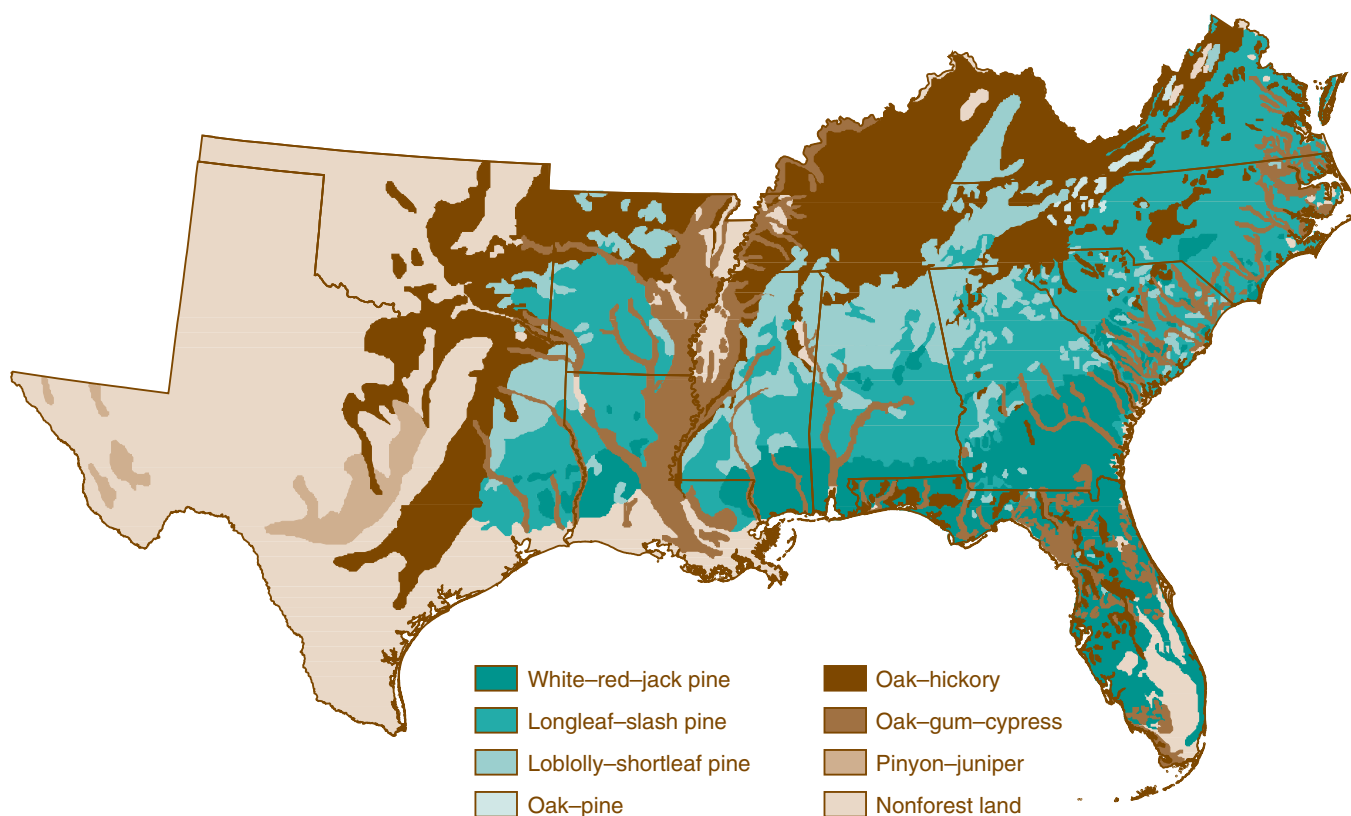 White–red–jack pine
Longleaf–slash pine
Loblolly–shortleaf pine
Oak–pine
Oak–hickory
Oak–gum–cypress
Pinyon–juniper
Nonforest land